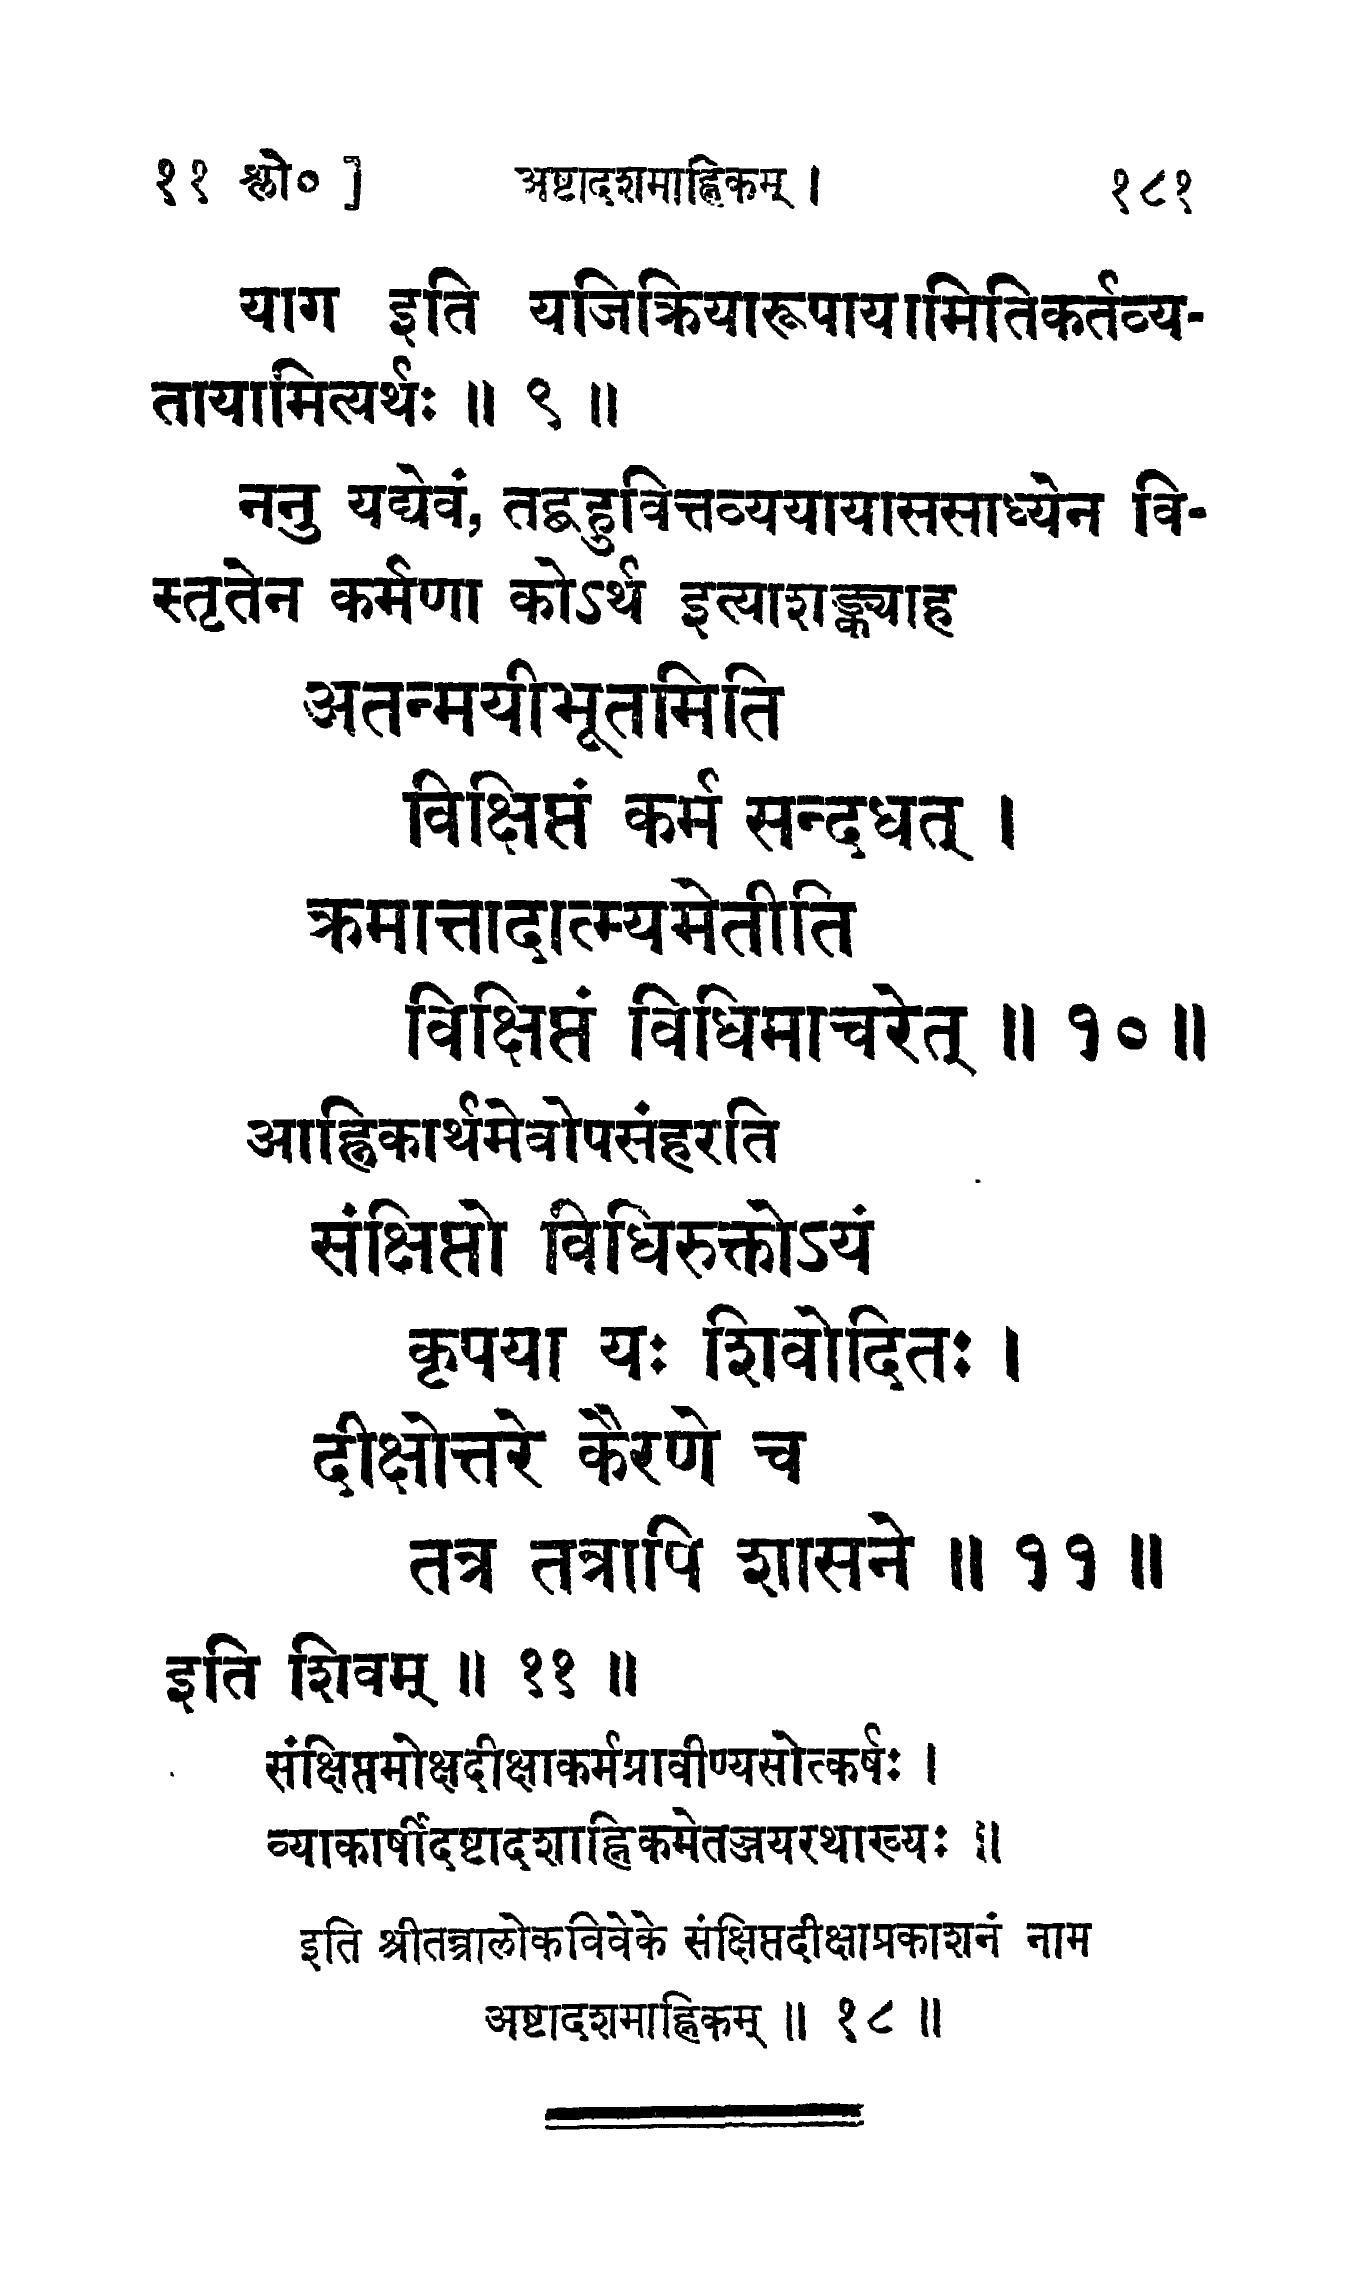 ११ श्लो० ] अष्टादशमाह्निकम् । १८१
याग इति यजिक्रियारूपायामितिकर्तव्य-
तायामित्यर्थः ॥ ९ ॥
ननु यद्येवं, तद्बहुवित्तव्ययायाससाध्येन वि-
स्तृतेन कर्मणा कोऽर्थ इत्याशङ्क्याह
अतन्मयीभूतमिति
विक्षिप्तं कर्म सन्दधत् ।
क्रमात्तादात्म्यमेतीति
विक्षिप्तं विधिमाचरेत् ॥ १० ॥
आह्निकार्थमेवोपसंहरति
संक्षिप्तो विधिरुक्तोऽयं
कृपया यः शिवोदितः ।
दीक्षोत्तरे कैरणे च
तत्र तत्रापि शासने ॥ ११ ॥
इति शिवम् ॥ ११ ॥
संक्षिप्तमोक्षदीक्षाकर्मप्रावीण्यसोत्कर्षः ।
व्याकार्षीदष्टादशाह्निकमेतज्जयरथाख्यः ॥
इति श्रीतन्त्रालोकविवेके संक्षिप्तदीक्षाप्रकाशनं नाम
अष्टादशमाह्निकम् ॥ १८ ॥